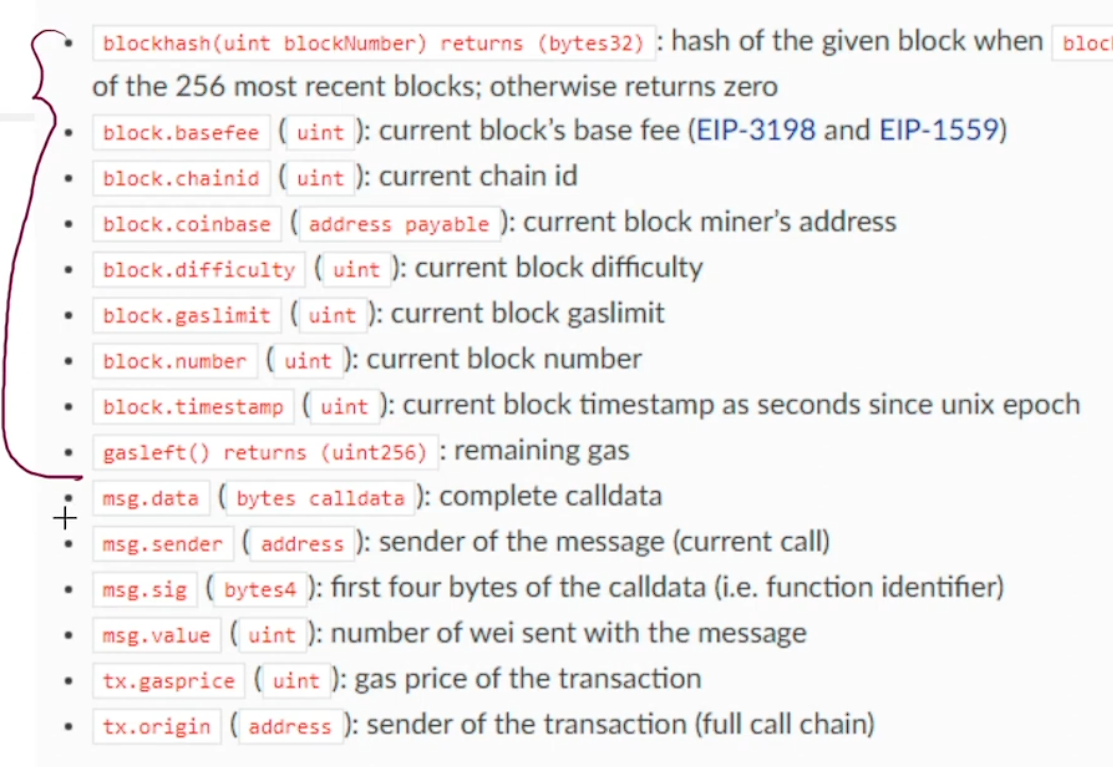 • blockhash(uint blockNumber) returns (bytes32) : hash of the given block when
of the 256 most recent blocks; otherwise returns zero
• block.basefee ( uint ): current block's base fee (EIP-3198 and EIP-1559)
• block.chainid ( uint ): current chain id
• block.coinbase ( address payable ): current block miner's address
• block.difficulty ( uint ): current block difficulty
• block.gaslimit ( uint ): current block gaslimit
• block.number ( uint ): current block number
• block.timestamp ( uint ): current block timestamp as seconds since unix epoch
• gasleft() returns (uint256) : remaining gas
• msg.data ( bytes calldata ): complete calldata
• msg.sender ( address ): sender of the message (current call)
• msg.sig ( bytes4 ): first four bytes of the calldata (i.e. function identifier)
• msg.value ( uint ): number of wei sent with the message
• tx.gasprice ( uint ): gas price of the transaction
• tx.origin ( address ): sender of the transaction (full call chain)